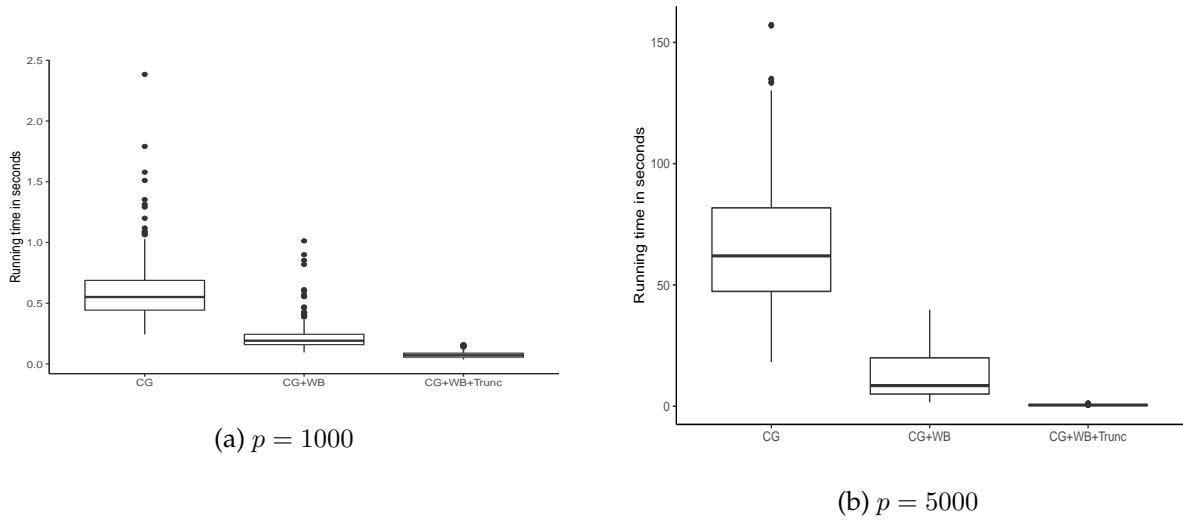 Running time in seconds
2.5
2.0
1.5
1.0
0.5
0.0
CG
CG+WB
CG+WB+Trunc
(a) p = 1000
Running time in seconds
150
100
50
0
CG
CG+WB
CG+WB+Trunc
(b) p = 5000